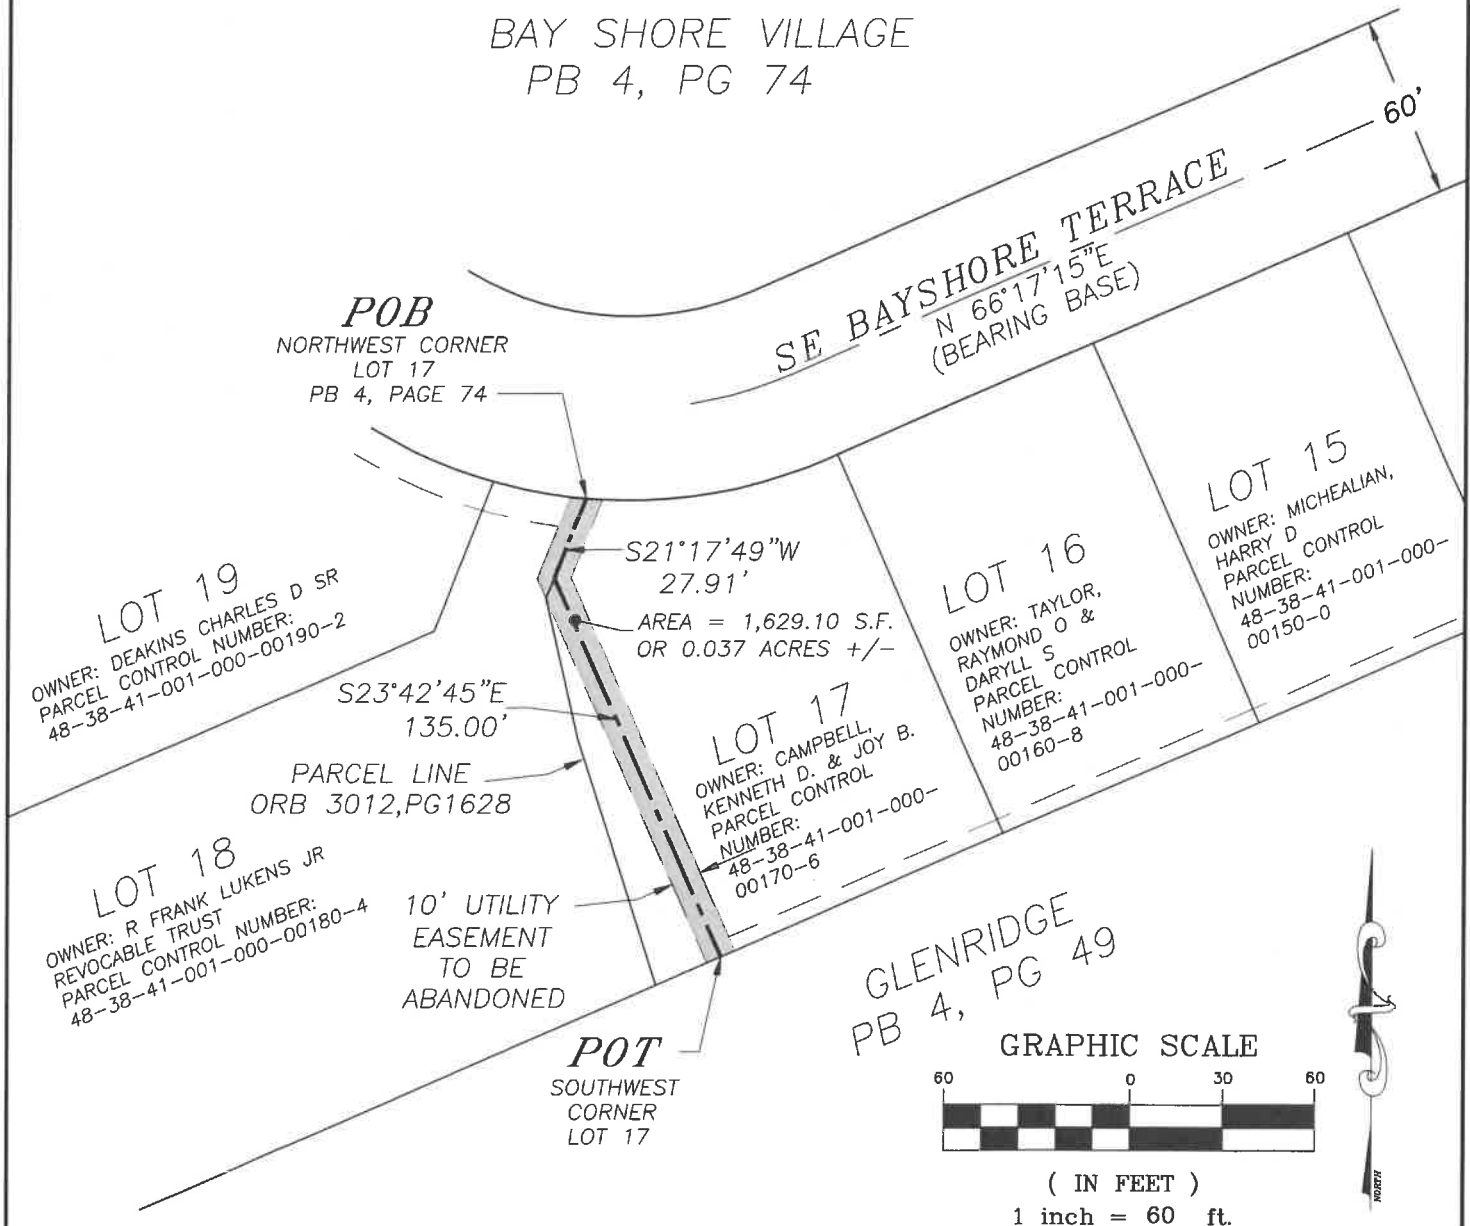 BAY SHORE VILLAGE
PB 4, PG 74
60'
SE BAYSHORE TERRACE
N 66°17'15"E
(BEARING BASE)
POB
NORTHWEST CORNER
LOT 17
PB 4, PAGE 74
S21°17'49"W
27.91'
AREA = 1,629.10 S.F.
OR 0.037 ACRES +/-
LOT 19
OWNER: DEAKINS CHARLES D SR
PARCEL CONTROL NUMBER:
48-38-41-001-000-00190-2
LOT 16
OWNER: TAYLOR,
RAYMOND O &
DARYLL S
PARCEL CONTROL
NUMBER:
48-38-41-001-000-
00160-8
LOT 15
OWNER: MICHEALIAN,
HARRY D
PARCEL CONTROL
NUMBER:
48-38-41-001-000-
00150-0
S23°42'45"E
135.00'
PARCEL LINE
ORB 3012,PG1628
LOT 17
OWNER: CAMPBELL,
KENNETH D. & JOY B.
PARCEL CONTROL
NUMBER:
48-38-41-001-000-
00170-6
LOT 18
OWNER: R FRANK LUKENS JR
REVOCABLE TRUST
PARCEL CONTROL NUMBER:
48-38-41-001-000-00180-4
10' UTILITY
EASEMENT
TO BE
ABANDONED
GLENRIDGE
PB 4, PG 49
POT
SOUTHWEST
CORNER
LOT 17
GRAPHIC SCALE
60 0 30 60
( IN FEET )
1 inch = 60 ft.
NORTH